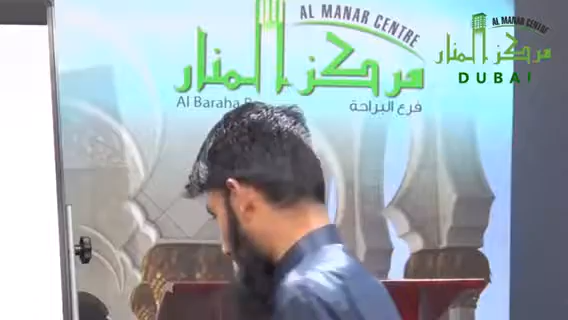 AL MANAR CENTRE
مركز المنار
Al Baraha
فرع البراحة
AL MANAR CENTRE
مركز المنار
DUBAI